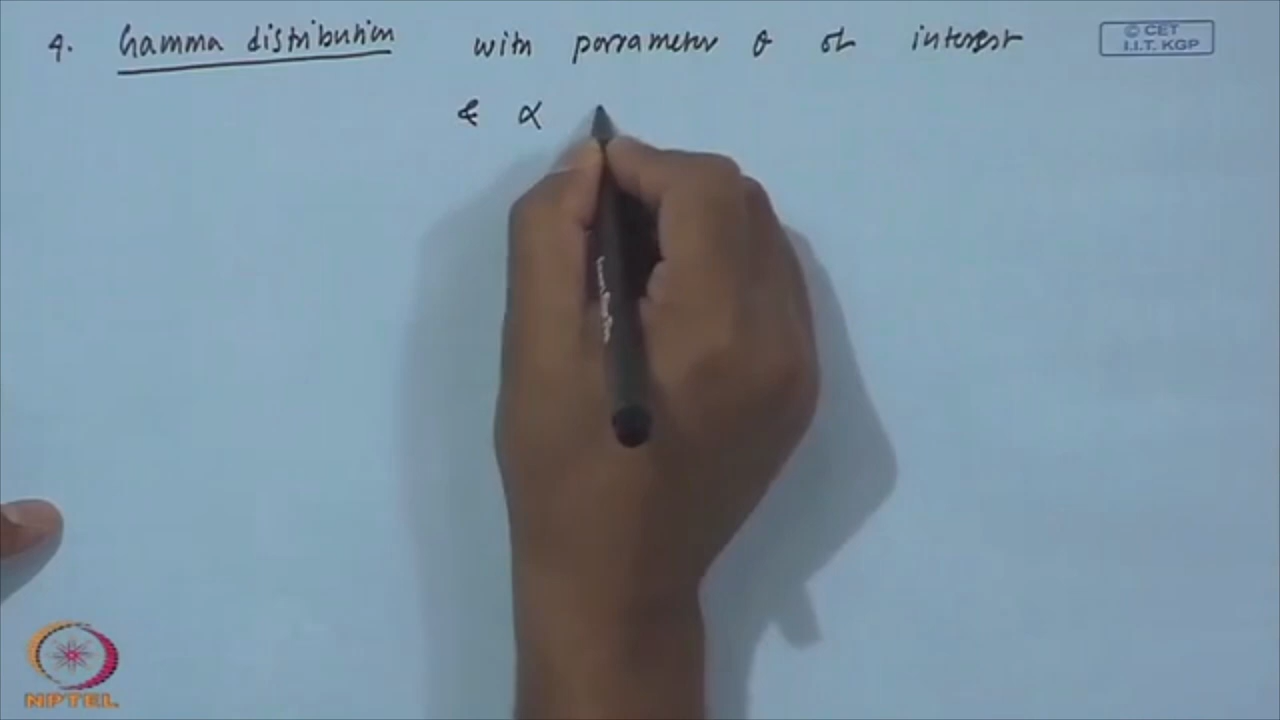 4. Gamma distribution with parameter θ of interest
© CET
I.I.T. KGP
& α
NPTEL